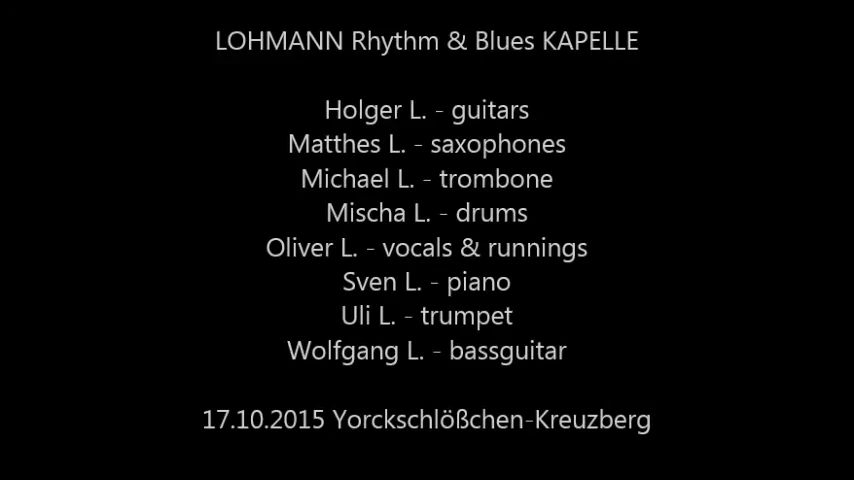 LOHMANN Rhythm & Blues KAPELLE
Holger L. - guitars
Matthes L. - saxophones
Michael L. - trombone
Mischa L. - drums
Oliver L. - vocals & runnings
Sven L. - piano
Uli L. - trumpet
Wolfgang L. - bassguitar
17.10.2015 Yorckschlößchen-Kreuzberg